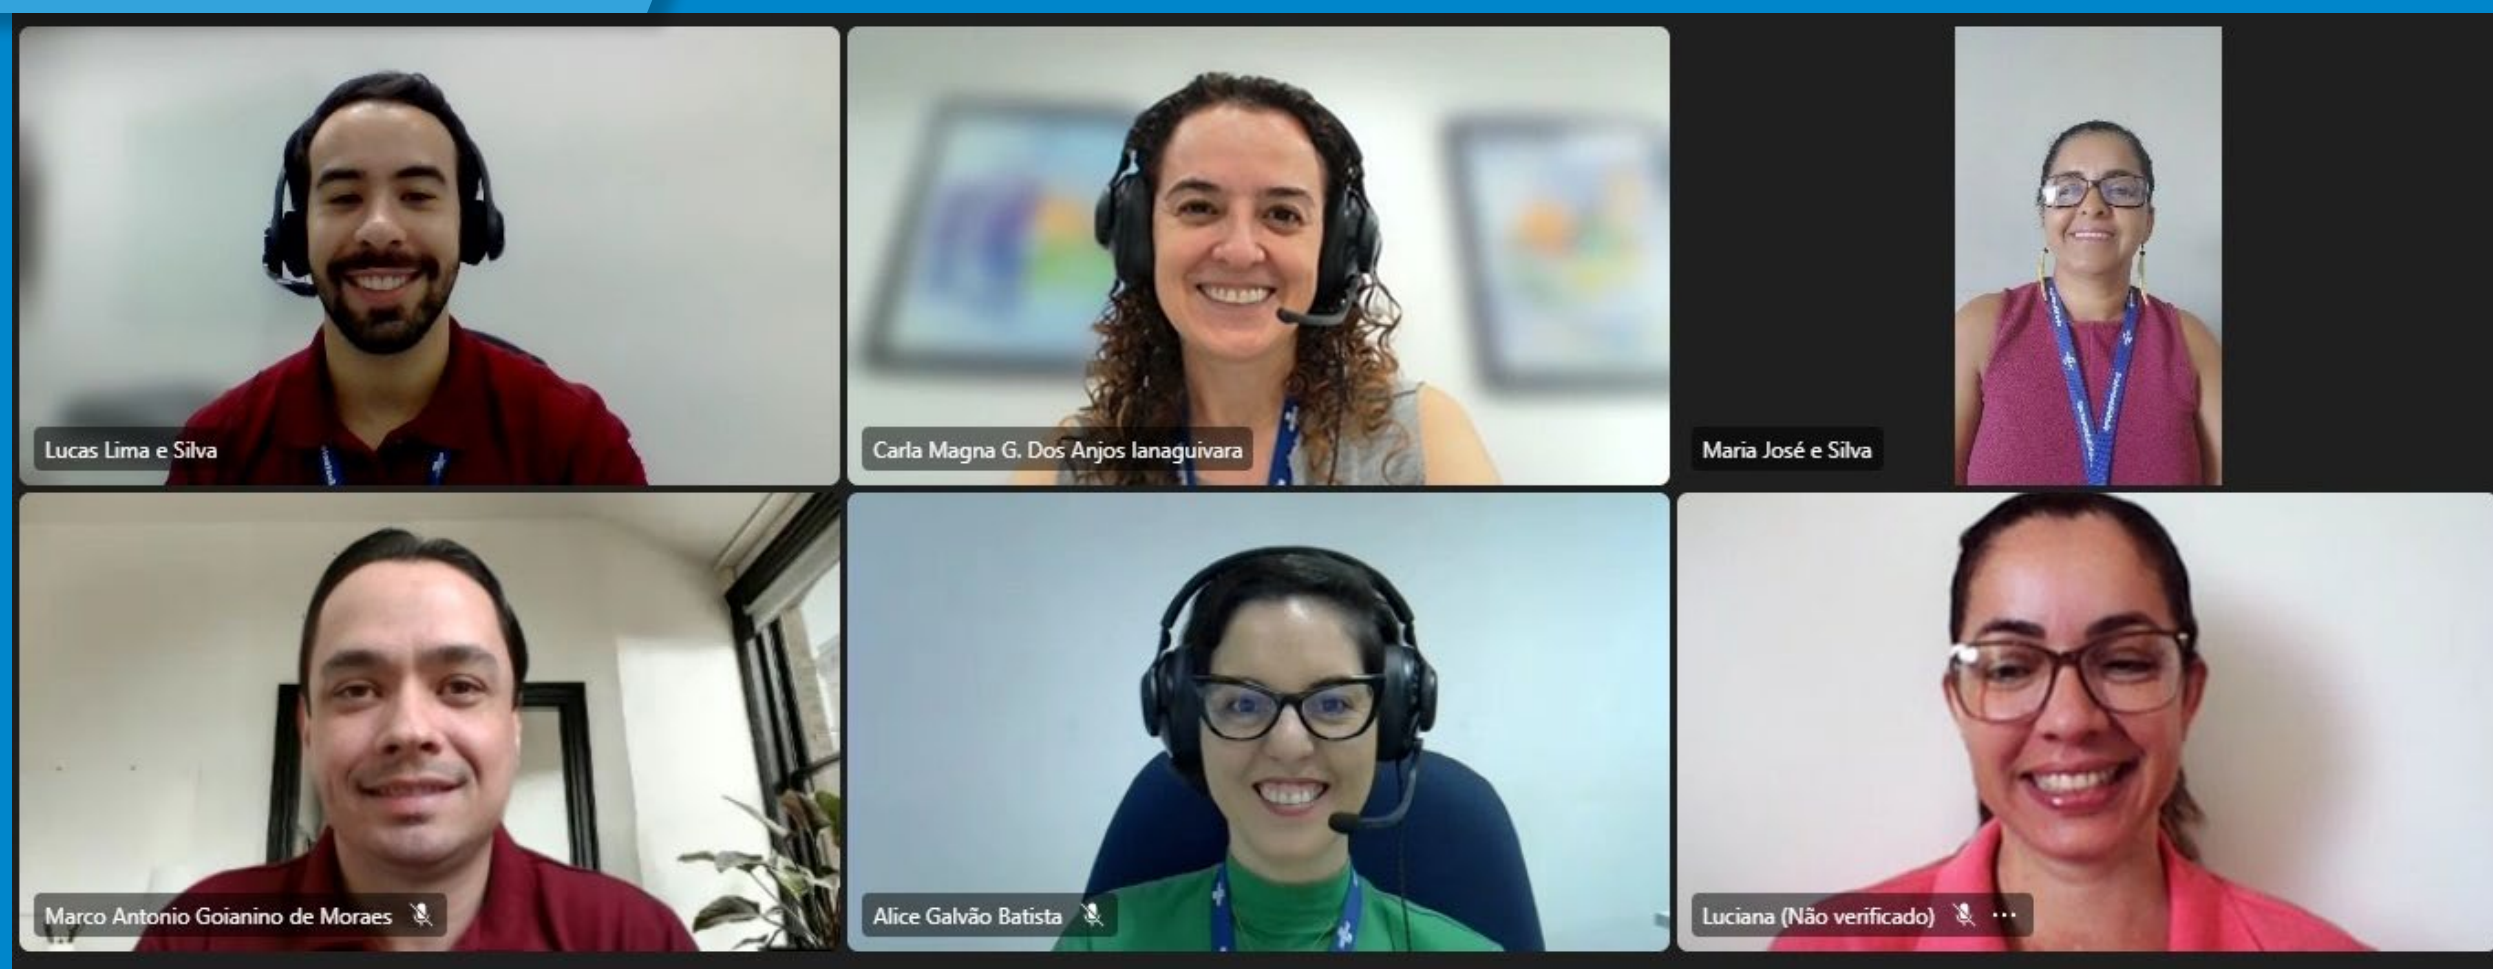 Lucas Lima e Silva
Carla Magna G. Dos Anjos Ianaguivara
Maria José e Silva
Marco Antonio Goianino de Moraes
Alice Galvão Batista
Luciana (Não verificado)